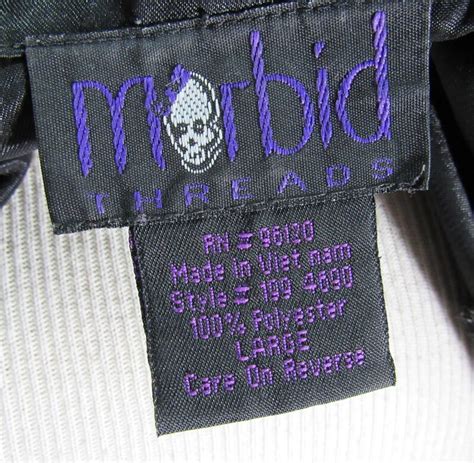 morbid
THREADS
RN # 96120
Made in Viet nam
Style # 199 4090
100% Polyester
LARGE
Care On Reverse